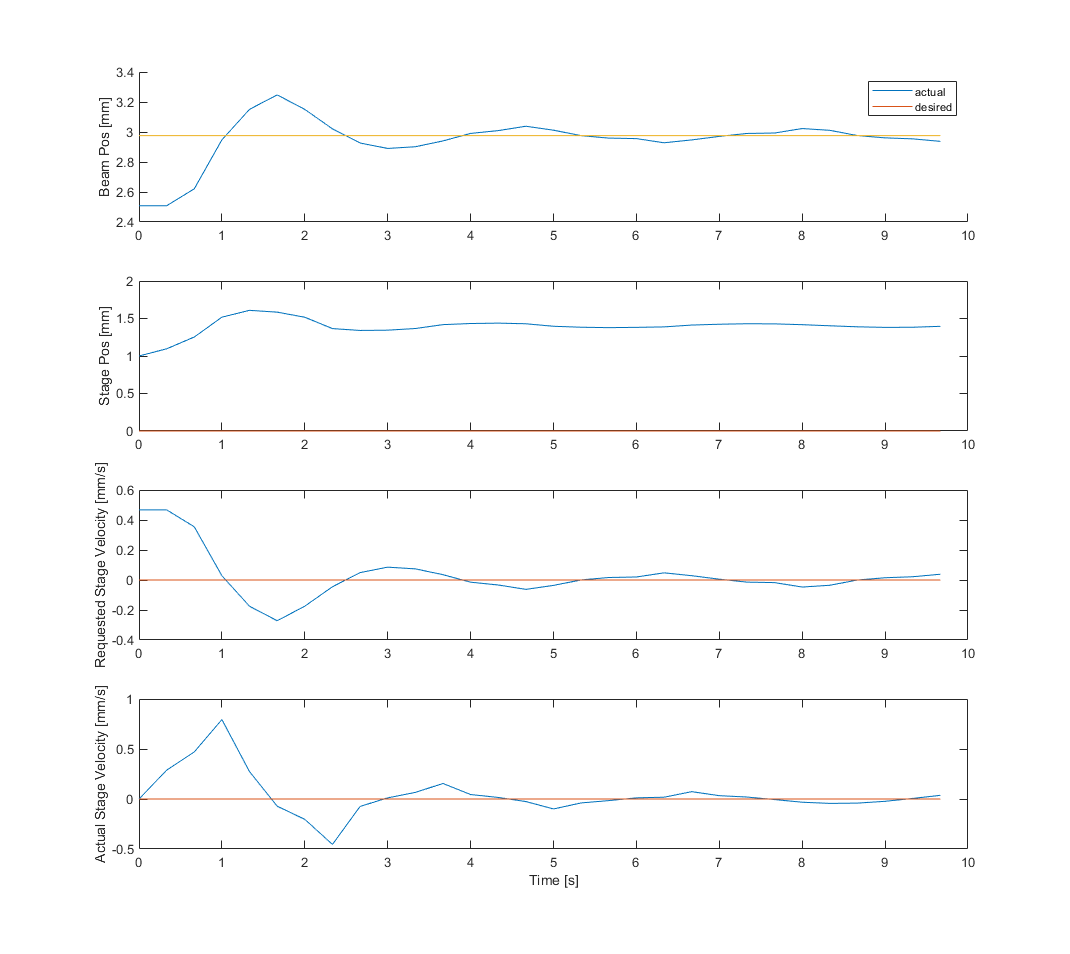 3.4
3.2
3
2.8
2.6
2.4
Beam Pos [mm]
actual
desired
0 1 2 3 4 5 6 7 8 9 10
2
1.5
1
0.5
0
Stage Pos [mm]
0 1 2 3 4 5 6 7 8 9 10
0.6
0.4
0.2
0
-0.2
-0.4
Requested Stage Velocity [mm/s]
0 1 2 3 4 5 6 7 8 9 10
1
0.5
0
-0.5
Actual Stage Velocity [mm/s]
0 1 2 3 4 5 6 7 8 9 10
Time [s]